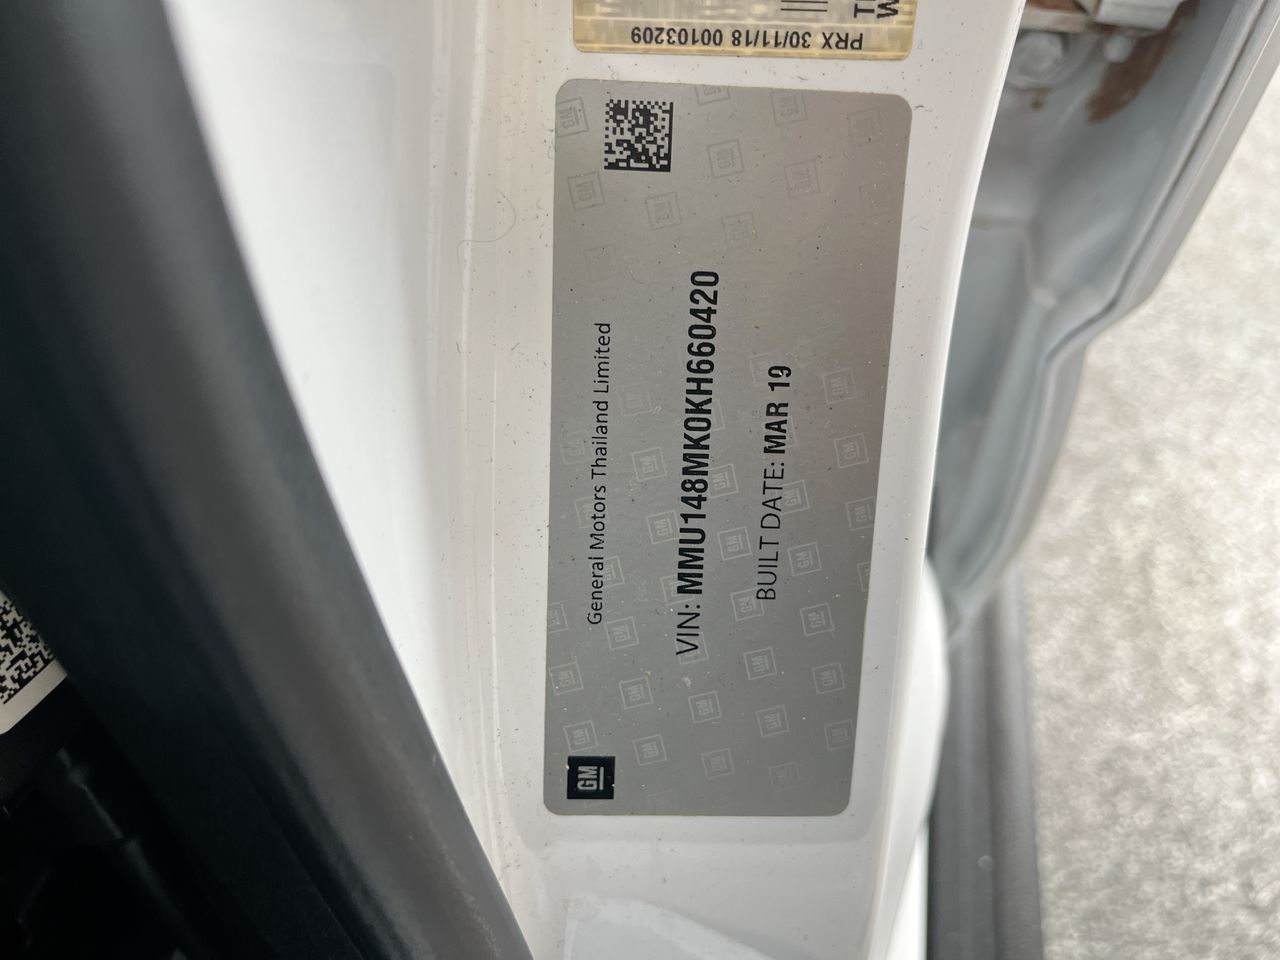 PRX 30/11/18 00103209
GM
General Motors Thailand Limited
VIN: MMU148MK0KH660420
BUILT DATE: MAR 19